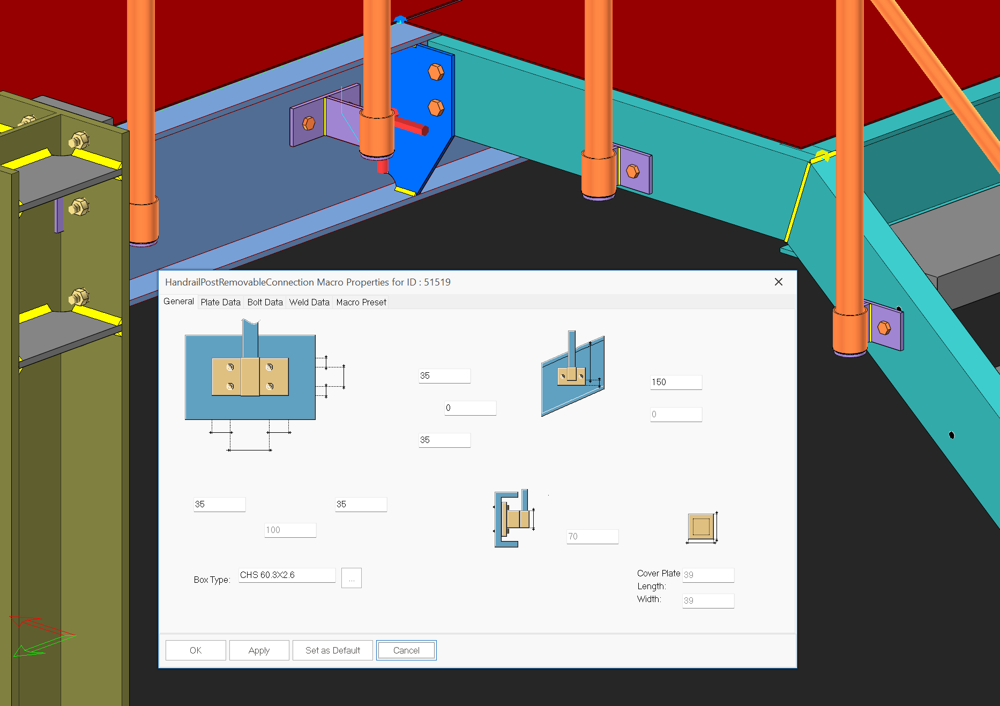 HandrailPostRemovableConnection Macro Properties for ID : 51519
General Plate Data Bolt Data Weld Data Macro Preset
35
150
0
0
35
35
35
100
70
Box Type: CHS 60.3X2.6 ...
Cover Plate 39
Length:
Width: 39
OK Apply Set as Default Cancel